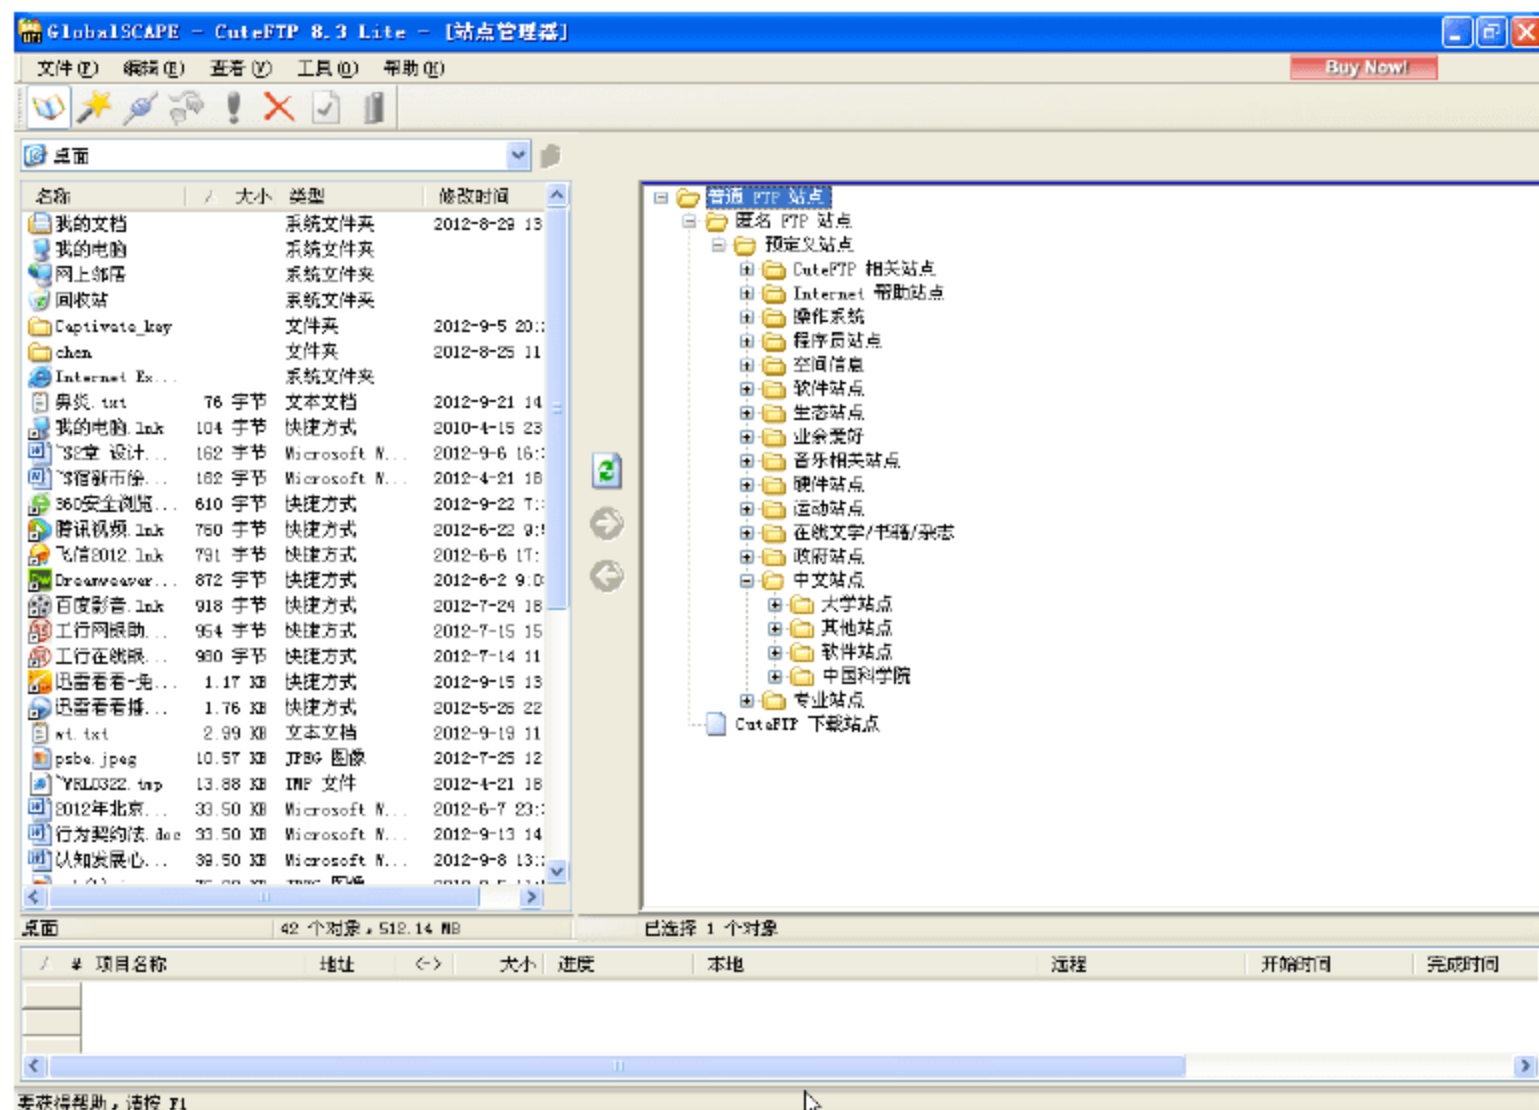 GlobalSCAPE - CuteFTP 8.3 Lite - [站点管理器]
文件(F) 编辑(E) 查看(V) 工具(O) 帮助(H) Buy Now!
桌面
名称 大小 类型 修改时间
我的文档 系统文件夹 2012-8-29 13
我的电脑 系统文件夹
网上邻居 系统文件夹
回收站 系统文件夹
Captivate_key 文件夹 2012-9-5 20:
chen 文件夹 2012-8-25 11
Internet Ex... 系统文件夹
鼻炎.txt 76 字节 文本文档 2012-9-21 14
我的电脑.lnk 104 字节 快捷方式 2010-4-15 23
~$2章 设计... 162 字节 Microsoft W... 2012-9-6 16:
~$宿新市徐... 162 字节 Microsoft W... 2012-4-21 18
360安全浏览... 610 字节 快捷方式 2012-9-22 7:
腾讯视频.lnk 760 字节 快捷方式 2012-6-22 9:
飞信2012.lnk 791 字节 快捷方式 2012-6-6 17:
Dreamweaver... 872 字节 快捷方式 2012-6-2 9:0
百度影音.lnk 918 字节 快捷方式 2012-7-24 18
工行网银助... 954 字节 快捷方式 2012-7-15 15
工行在线银... 980 字节 快捷方式 2012-7-14 11
迅雷看看-免... 1.17 KB 快捷方式 2012-9-15 13
迅雷看看播... 1.76 KB 快捷方式 2012-5-26 22
wt.txt 2.99 KB 文本文档 2012-9-19 11
psbe.jpeg 10.57 KB JPEG 图像 2012-7-25 12
~WRL0322.tmp 13.88 KB TMP 文件 2012-4-21 18
2012年北京... 33.50 KB Microsoft W... 2012-6-7 23:
行为契约法.doc 33.50 KB Microsoft W... 2012-9-13 14
认知发展心... 39.50 KB Microsoft W... 2012-9-8 13:
桌面 42 个对象，512.14 MB
普通 FTP 站点
匿名 FTP 站点
预定义站点
CuteFTP 相关站点
Internet 帮助站点
操作系统
程序员站点
空间信息
软件站点
生态站点
业余爱好
音乐相关站点
硬件站点
运动站点
在线文学/书籍/杂志
政府站点
中文站点
大学站点
其他站点
软件站点
中国科学院
专业站点
CuteFTP 下载站点
已选择 1 个对象
# 项目名称 地址 <-> 大小 进度 本地 远程 开始时间 完成时间
要获得帮助，请按 F1